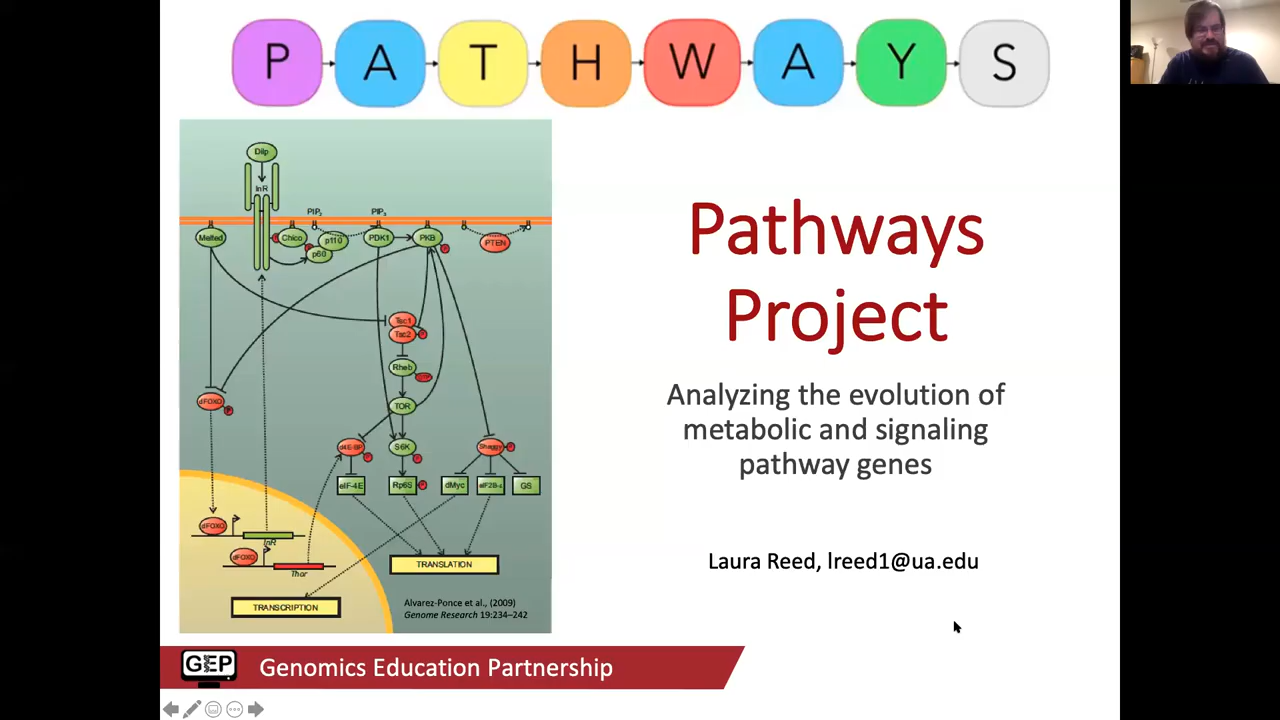 P A T H W A Y S
Dilp
InR
PIP2
PIP3
Melted
Chico
p110
p60
PDK1
PKB
PTEN
Tsc1
Tsc2
Rheb
dFOXO
TOR
d4E-BP
S6K
Shaggy
eIF-4E
Rp6S
dMyc
eIF2B-ε
GS
dFOXO
InR
dFOXO
Thor
TRANSLATION
TRANSCRIPTION
Alvarez-Ponce et al., (2009)
Genome Research 19:234–242
Pathways
Project
Analyzing the evolution of
metabolic and signaling
pathway genes
Laura Reed, lreed1@ua.edu
GEP
Genomics Education Partnership